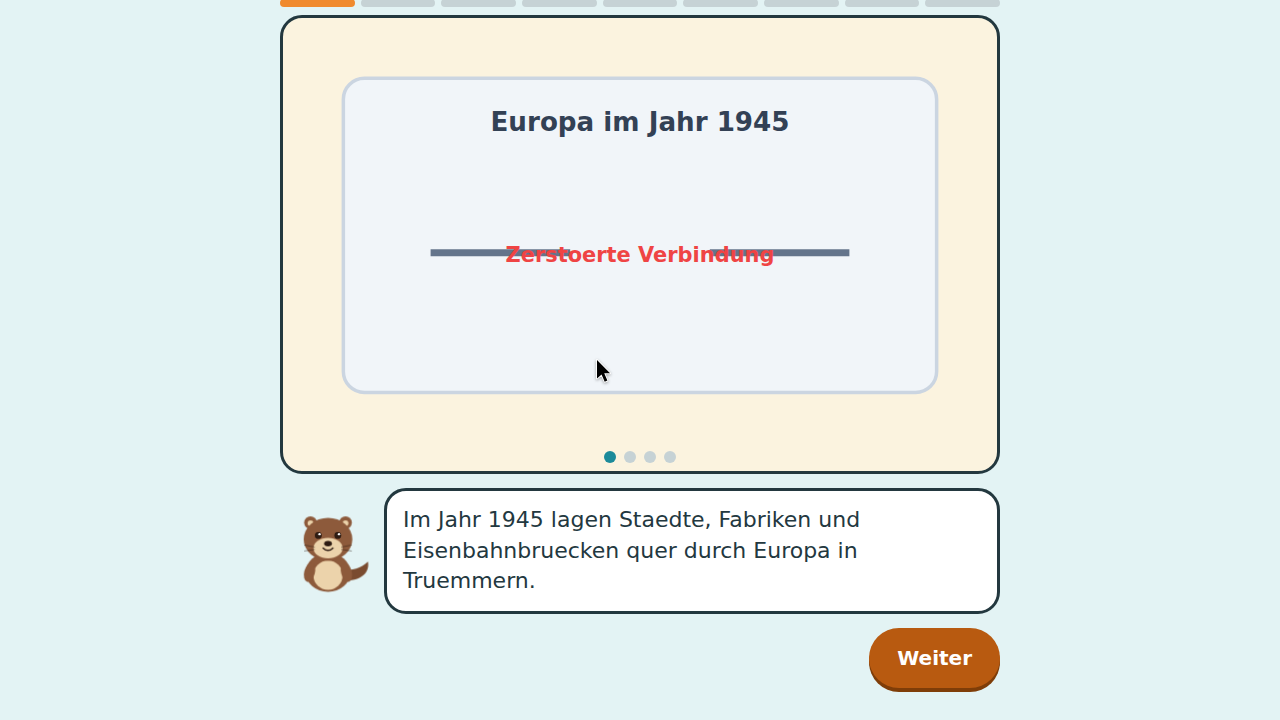 Europa im Jahr 1945
Zerstoerte Verbindung
Im Jahr 1945 lagen Staedte, Fabriken und
Eisenbahnbruecken quer durch Europa in
Truemmern.
Weiter